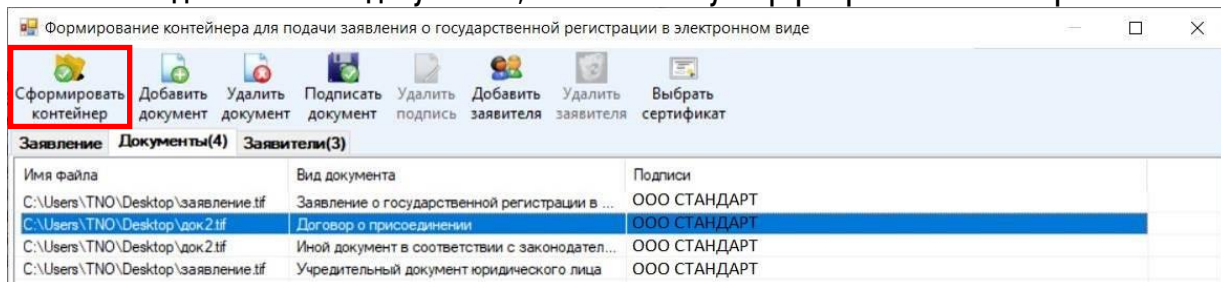 Формирование контейнера для подачи заявления о государственной регистрации в электронном виде
Сформировать контейнер
Добавить документ
Удалить документ
Подписать документ
Удалить подпись
Добавить заявителя
Удалить заявителя
Выбрать сертификат
Заявление Документы(4) Заявители(3)
Имя файла Вид документа Подписи
C:\Users\TNO\Desktop\заявление.tif Заявление о государственной регистрации в ... ООО СТАНДАРТ
C:\Users\TNO\Desktop\док2.tif Договор о присоединении ООО СТАНДАРТ
C:\Users\TNO\Desktop\док2.tif Иной документ в соответствии с законодател... ООО СТАНДАРТ
C:\Users\TNO\Desktop\заявление.tif Учредительный документ юридического лица ООО СТАНДАРТ